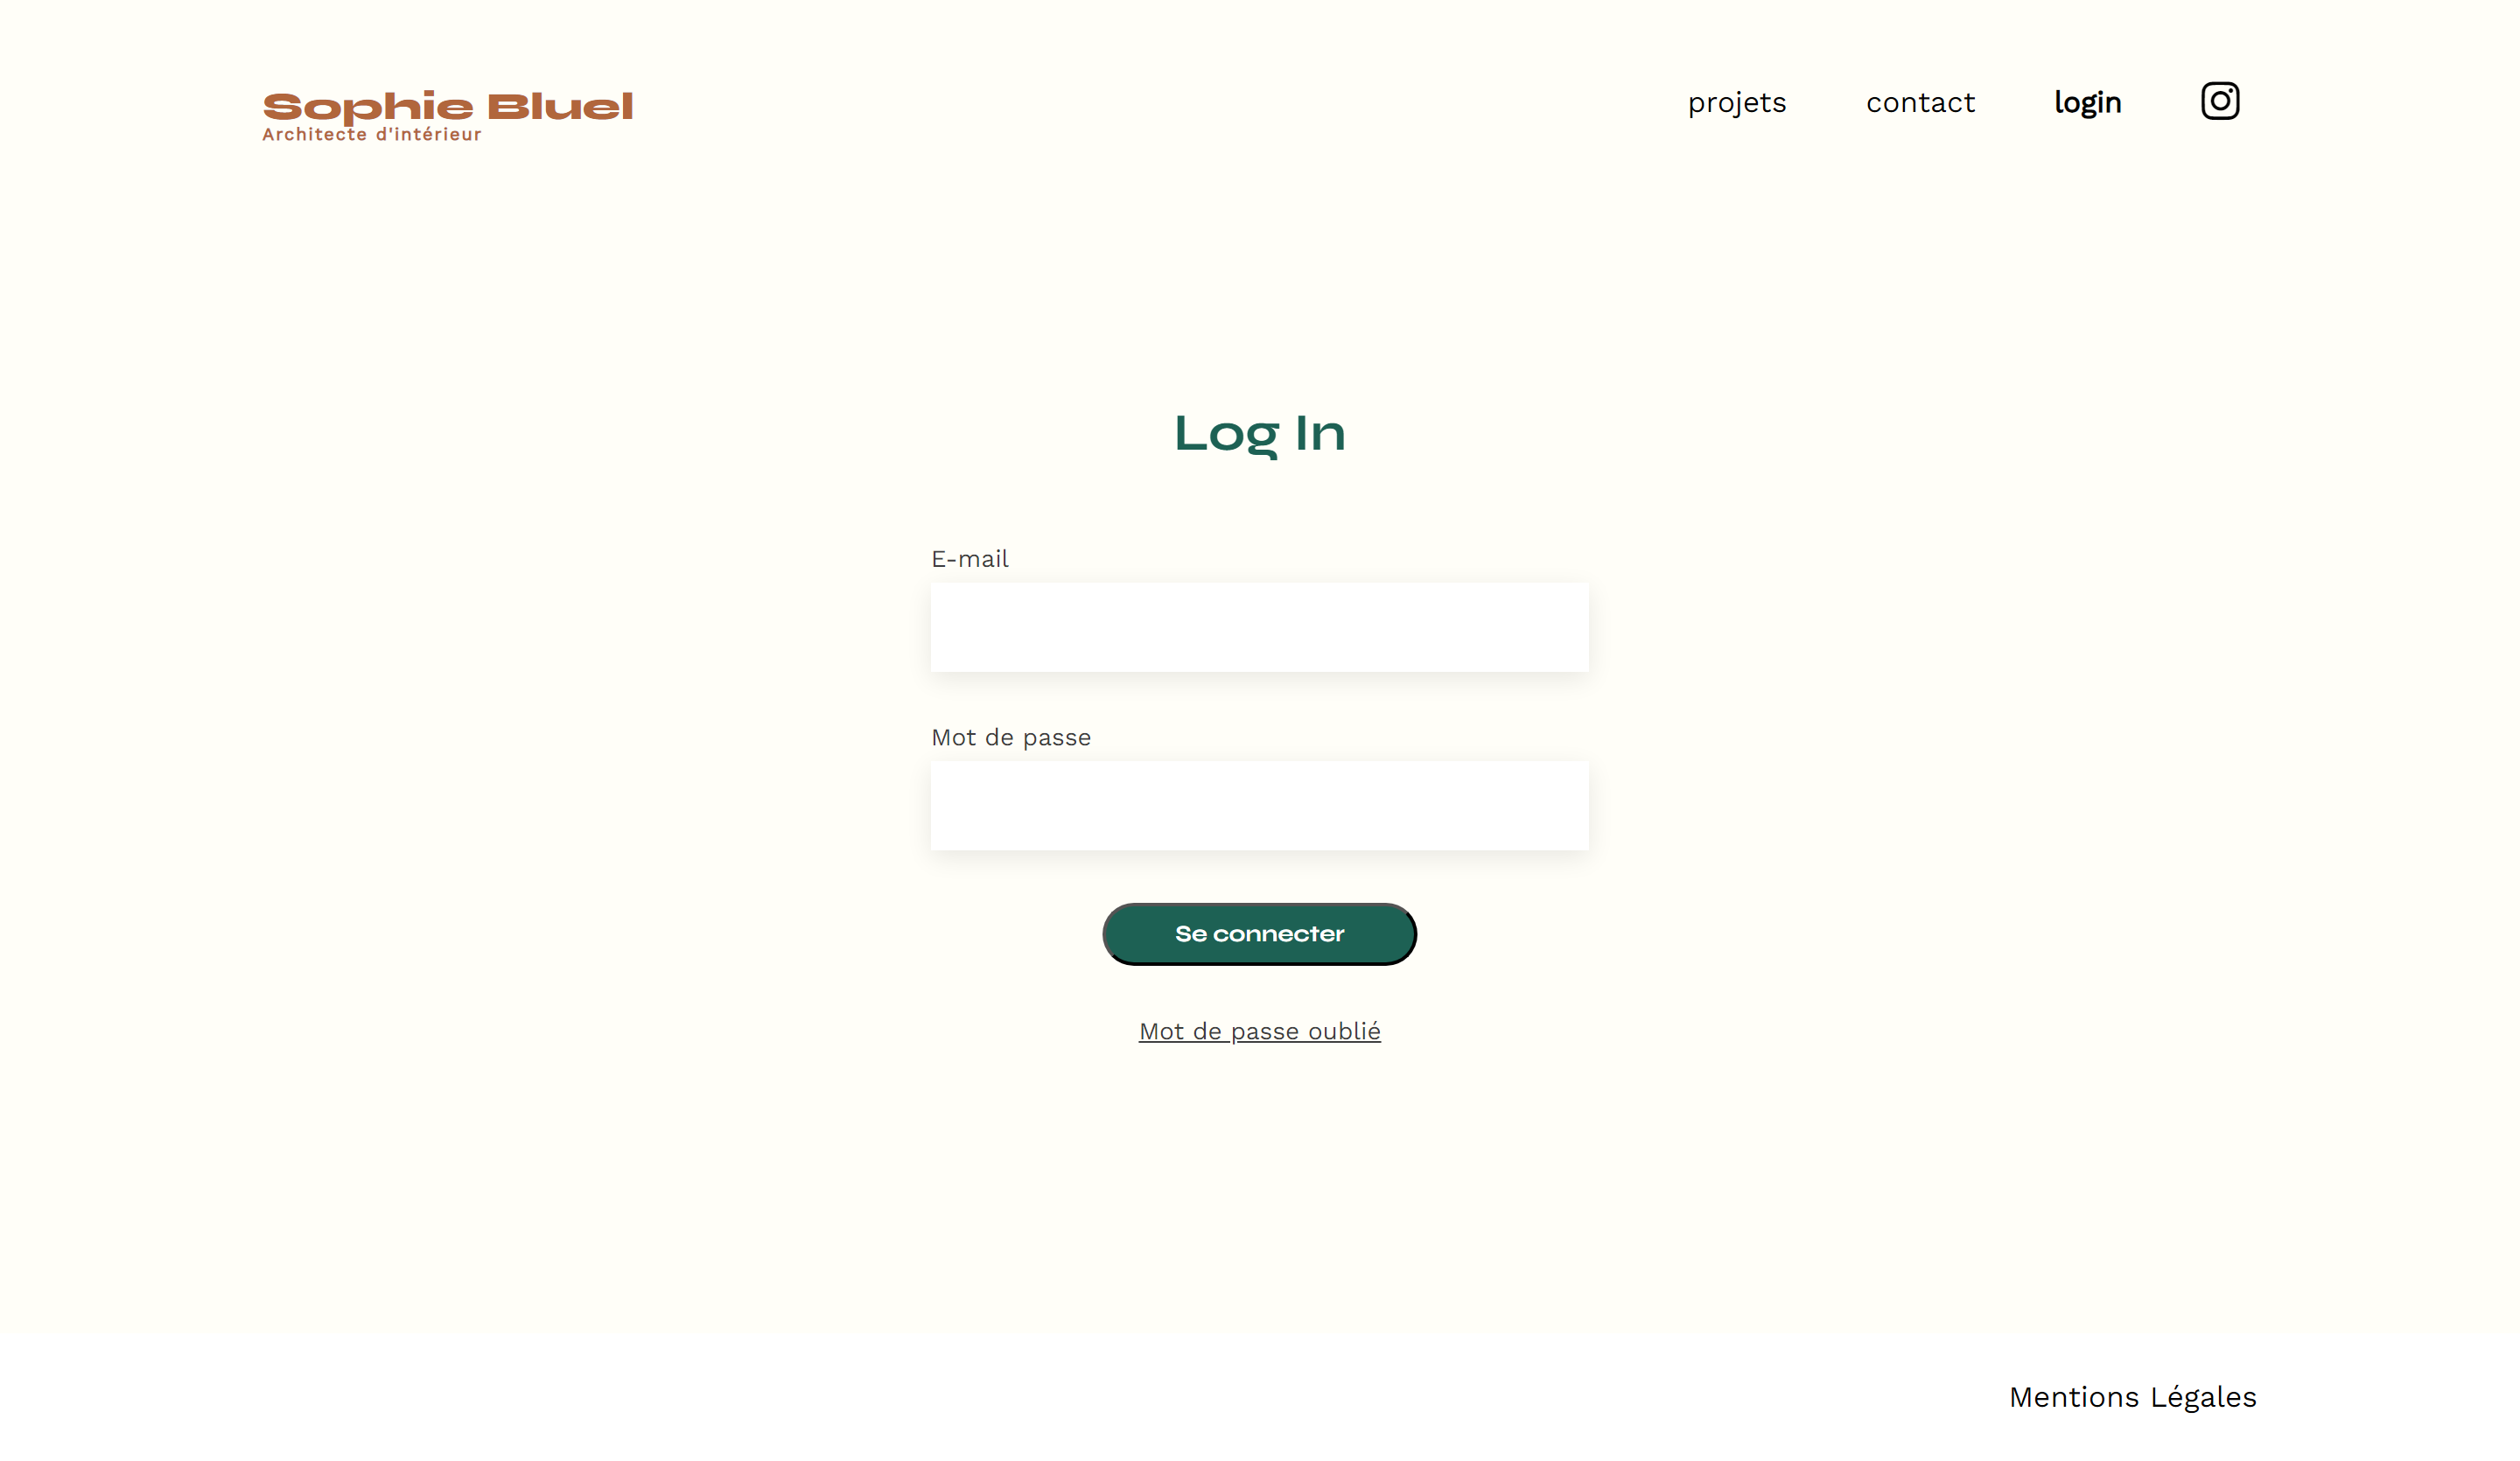 Sophie Bluel
Architecte d'intérieur
projets
contact
login
Log In
E-mail
Mot de passe
Se connecter
Mot de passe oublié
Mentions Légales